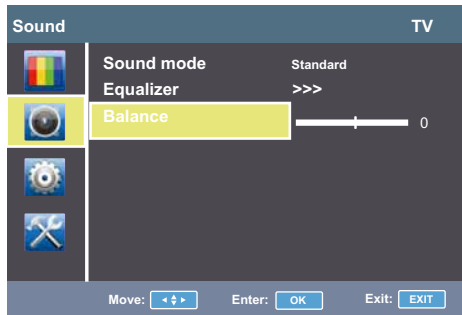 Sound TV
Sound mode Standard
Equalizer >>>
Balance 0
Move: Enter: OK Exit: EXIT